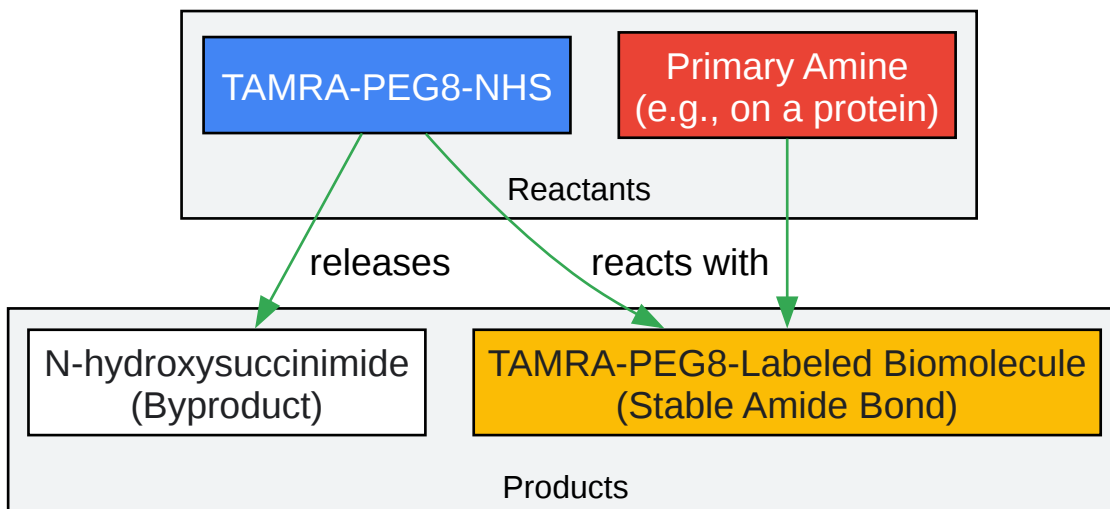 TAMRA-PEG8-NHS
Primary Amine
(e.g., on a protein)
Reactants
releases
reacts with
N-hydroxysuccinimide
(Byproduct)
TAMRA-PEG8-Labeled Biomolecule
(Stable Amide Bond)
Products